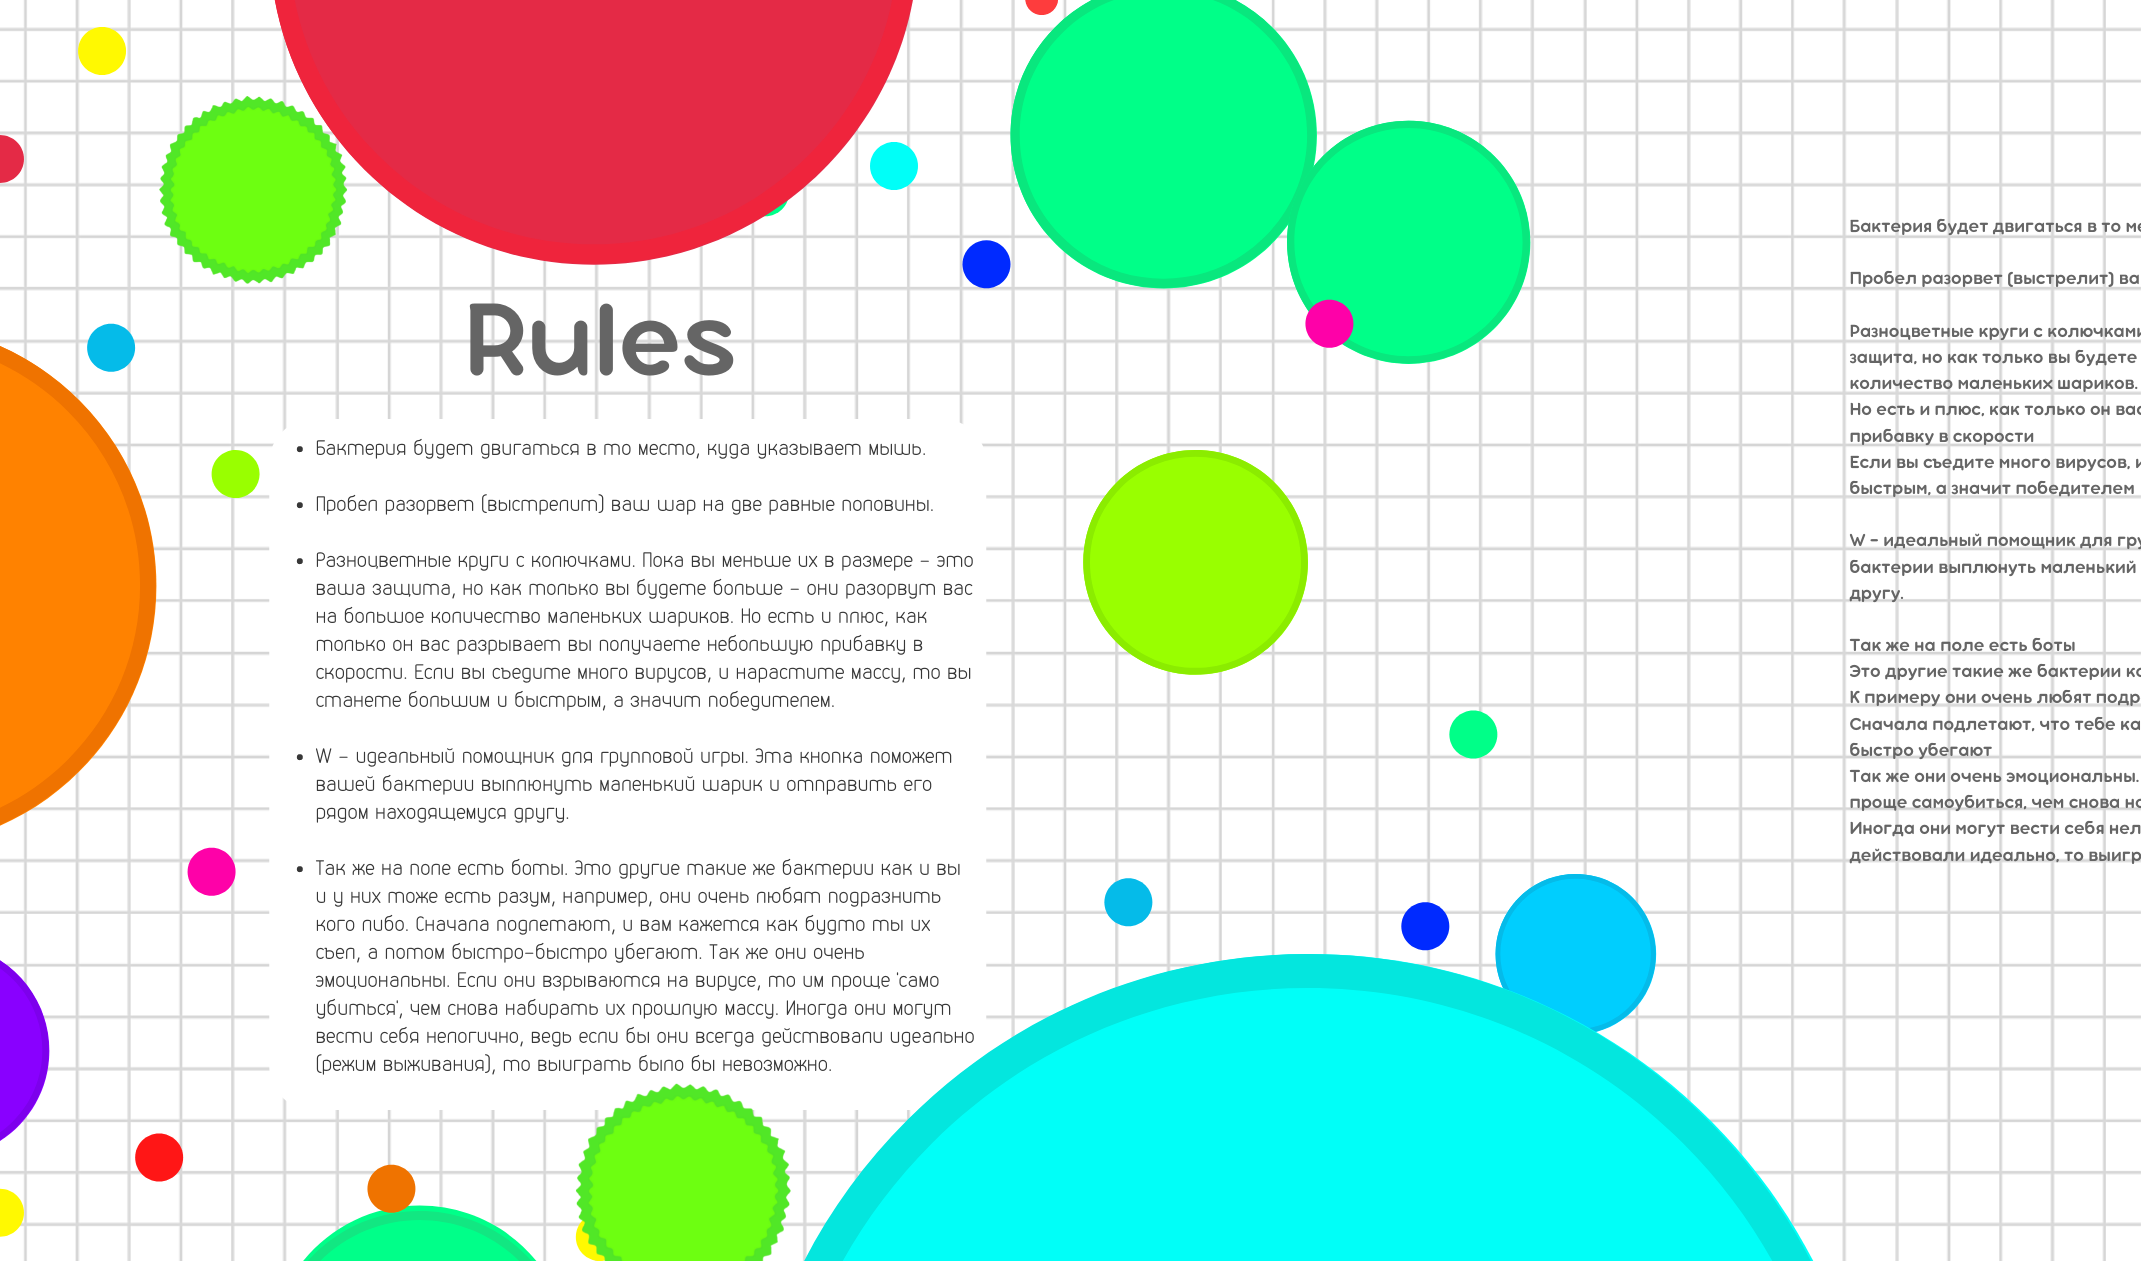 Rules
• Бактерия будет двигаться в то место, куда указывает мышь.
• Пробел разорвет (выстрелит) ваш шар на две равные половины.
• Разноцветные круги с колючками. Пока вы меньше их в размере - это
ваша защита, но как только вы будете больше - они разорвут вас
на большое количество маленьких шариков. Но есть и плюс, как
только он вас разрывает вы получаете небольшую прибавку в
скорости. Если вы съедите много вирусов, и нарастите массу, то вы
станете большим и быстрым, а значит победителем.
• W - идеальный помощник для групповой игры. Эта кнопка поможет
вашей бактерии выплюнуть маленький шарик и отправить его
рядом находящемуся другу.
• Так же на поле есть боты. Это другие такие же бактерии как и вы
и у них тоже есть разум, например, они очень любят подразнить
кого либо. Сначала подлетают, и вам кажется как будто ты их
съел, а потом быстро-быстро убегают. Так же они очень
эмоциональны. Если они взрываются на вирусе, то им проще 'само
убиться', чем снова набирать их прошлую массу. Иногда они могут
вести себя нелогично, ведь если бы они всегда действовали идеально
(режим выживания), то выиграть было бы невозможно.
Бактерия будет двигаться в то
Пробел разорвет (выстрелит)
Разноцветные круги с колючками
защита, но как только вы будете
количество маленьких шариков.
Но есть и плюс, как только он вас
прибавку в скорости
Если вы съедите много вирусов,
быстрым, а значит победителем
W - идеальный помощник для
бактерии выплюнуть маленький
другу.
Так же на поле есть боты
Это другие такие же бактерии
К примеру они очень любят
Сначала подлетают, что тебе
быстро убегают
Так же они очень эмоциональны.
проще самоубиться, чем снова
Иногда они могут вести себя
действовали идеально, то